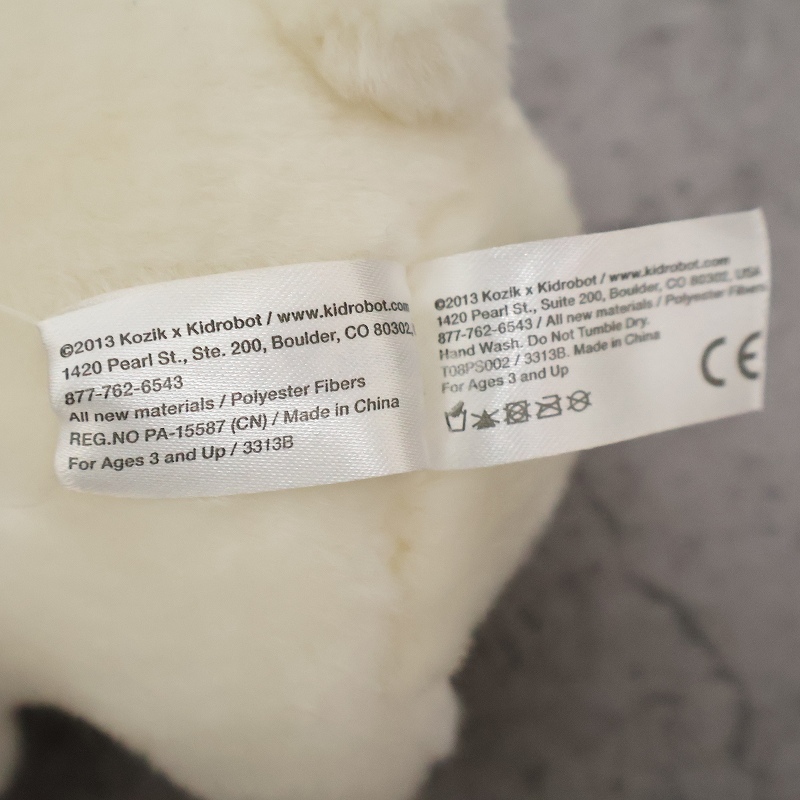 ©2013 Kozik x Kidrobot / www.kidrobot.com
1420 Pearl St., Ste. 200, Boulder, CO 80302,
877-762-6543
All new materials / Polyester Fibers
REG.NO PA-15587 (CN) / Made in China
For Ages 3 and Up / 3313B
©2013 Kozik x Kidrobot / www.kidrobot.com
1420 Pearl St., Suite 200, Boulder, CO 80302, USA
877-762-6543 / All new materials / Polyester Fibers
Hand Wash. Do Not Tumble Dry.
T08PS002 / 3313B. Made in China
For Ages 3 and Up
CE